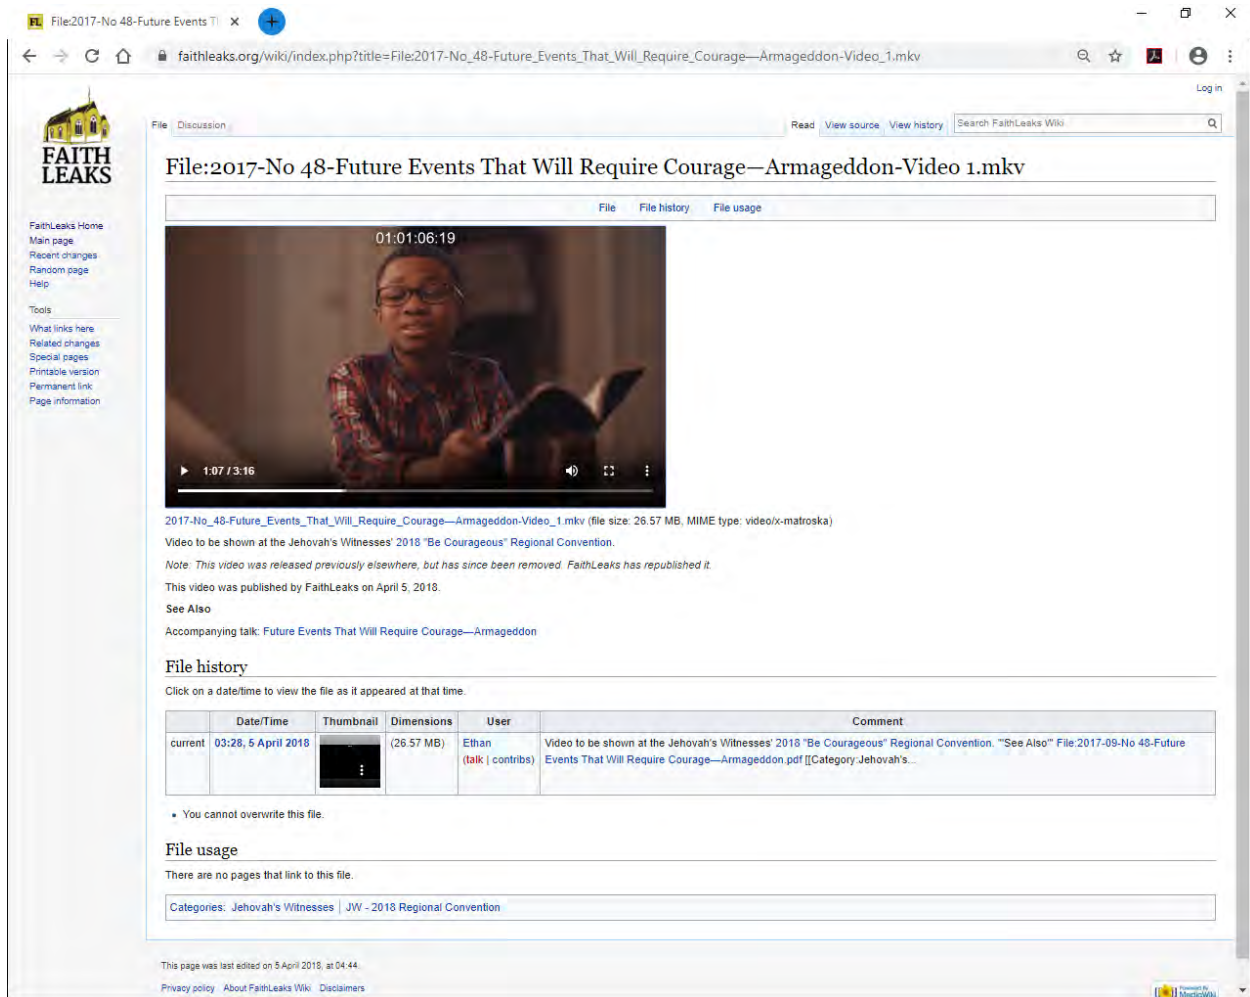 FL File:2017-No 48-Future Events T
faithleaks.org/wiki/index.php?title=File:2017-No_48-Future_Events_That_Will_Require_Courage—Armageddon-Video_1.mkv
Log in
File Discussion
Read View source View history Search FaithLeaks Wiki
FAITH
LEAKS
File:2017-No 48-Future Events That Will Require Courage—Armageddon-Video 1.mkv
File File history File usage
FaithLeaks Home
Main page
Recent changes
Random page
Help
Tools
What links here
Related changes
Special pages
Printable version
Permanent link
Page information
01:01:06:19
1:07 / 3:16
2017-No_48-Future_Events_That_Will_Require_Courage—Armageddon-Video_1.mkv (file size: 26.57 MB, MIME type: video/x-matroska)
Video to be shown at the Jehovah's Witnesses' 2018 "Be Courageous" Regional Convention.
Note: This video was released previously elsewhere, but has since been removed. FaithLeaks has republished it.
This video was published by FaithLeaks on April 5, 2018.
See Also
Accompanying talk: Future Events That Will Require Courage—Armageddon
File history
Click on a date/time to view the file as it appeared at that time.
Date/Time Thumbnail Dimensions User Comment
current 03:28, 5 April 2018 (26.57 MB) Ethan Video to be shown at the Jehovah's Witnesses' 2018 "Be Courageous" Regional Convention. '''See Also''' File:2017-09-No 48-Future
(talk | contribs) Events That Will Require Courage—Armageddon.pdf [[Category:Jehovah's...
• You cannot overwrite this file.
File usage
There are no pages that link to this file.
Categories: Jehovah's Witnesses | JW - 2018 Regional Convention
This page was last edited on 5 April 2018, at 04:44.
Privacy policy About FaithLeaks Wiki Disclaimers
Powered By
MediaWiki